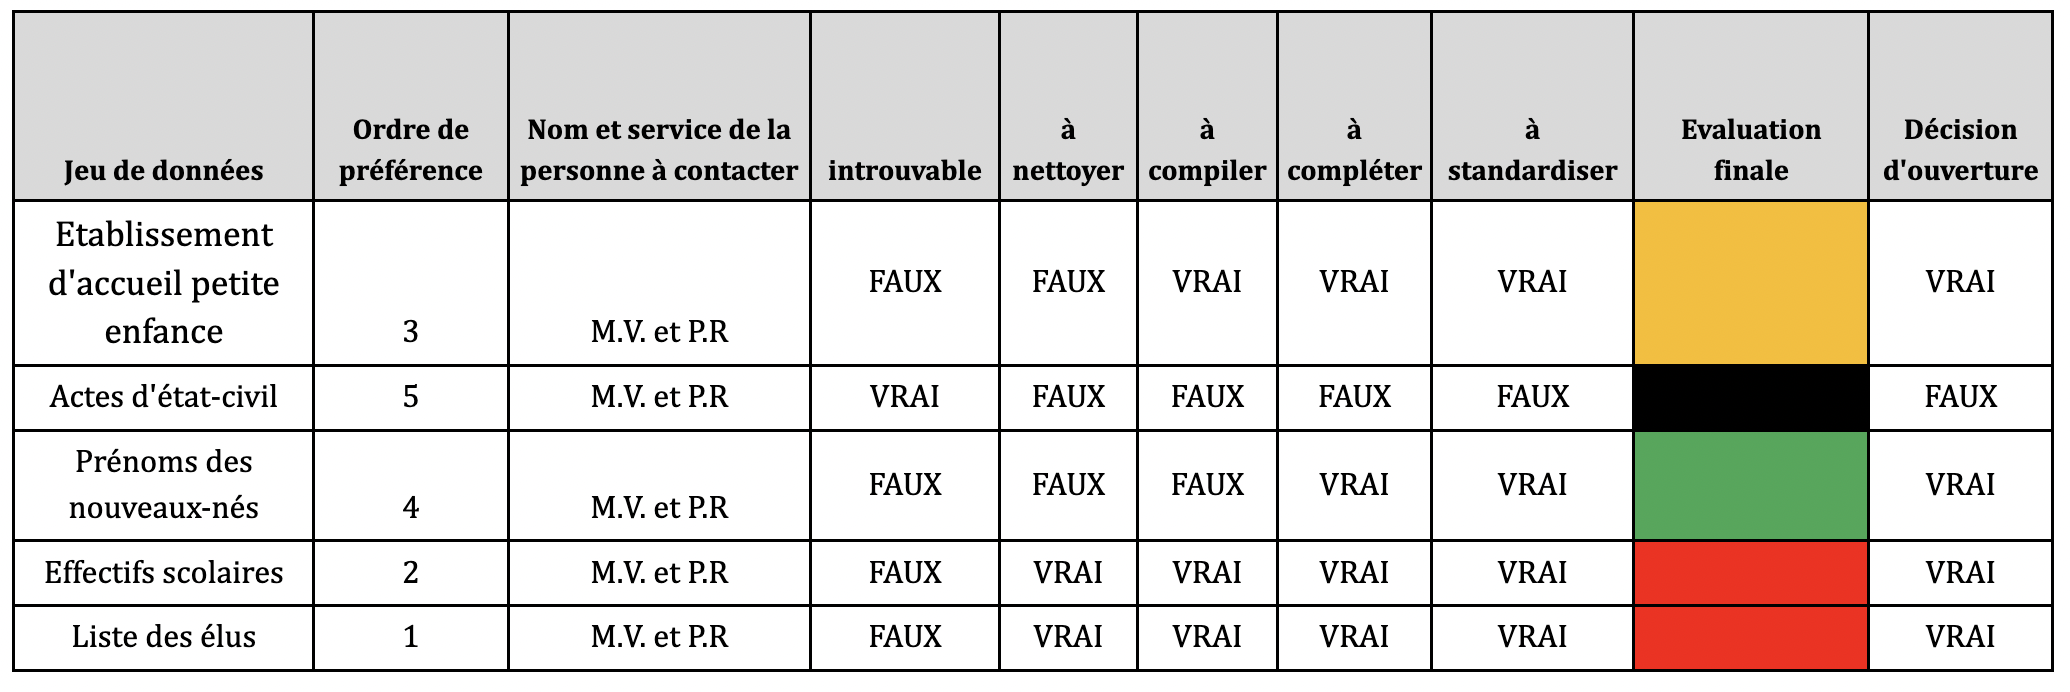 Jeu de données
Ordre de
préférence
Nom et service de la
personne à contacter
introuvable
à
nettoyer
à
compiler
à
compléter
à
standardiser
Evaluation
finale
Décision
d'ouverture
Etablissement
d'accueil petite
enfance
3
M.V. et P.R
FAUX
FAUX
VRAI
VRAI
VRAI
VRAI
Actes d'état-civil
5
M.V. et P.R
VRAI
FAUX
FAUX
FAUX
FAUX
FAUX
Prénoms des
nouveaux-nés
4
M.V. et P.R
FAUX
FAUX
FAUX
VRAI
VRAI
VRAI
Effectifs scolaires
2
M.V. et P.R
FAUX
VRAI
VRAI
VRAI
VRAI
VRAI
Liste des élus
1
M.V. et P.R
FAUX
VRAI
VRAI
VRAI
VRAI
VRAI